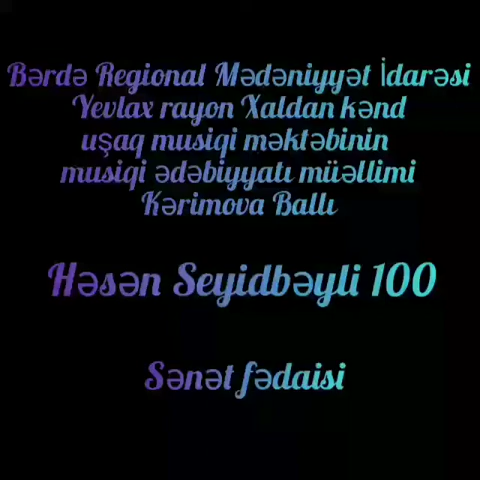 Bərdə Regional Mədəniyyət İdarəsi
Yevlax rayon Xaldan kənd
uşaq musiqi məktəbinin
musiqi ədəbiyyatı müəllimi
Kərimova Ballı
Həsən Seyidbəyli 100
Sənət fədaisi